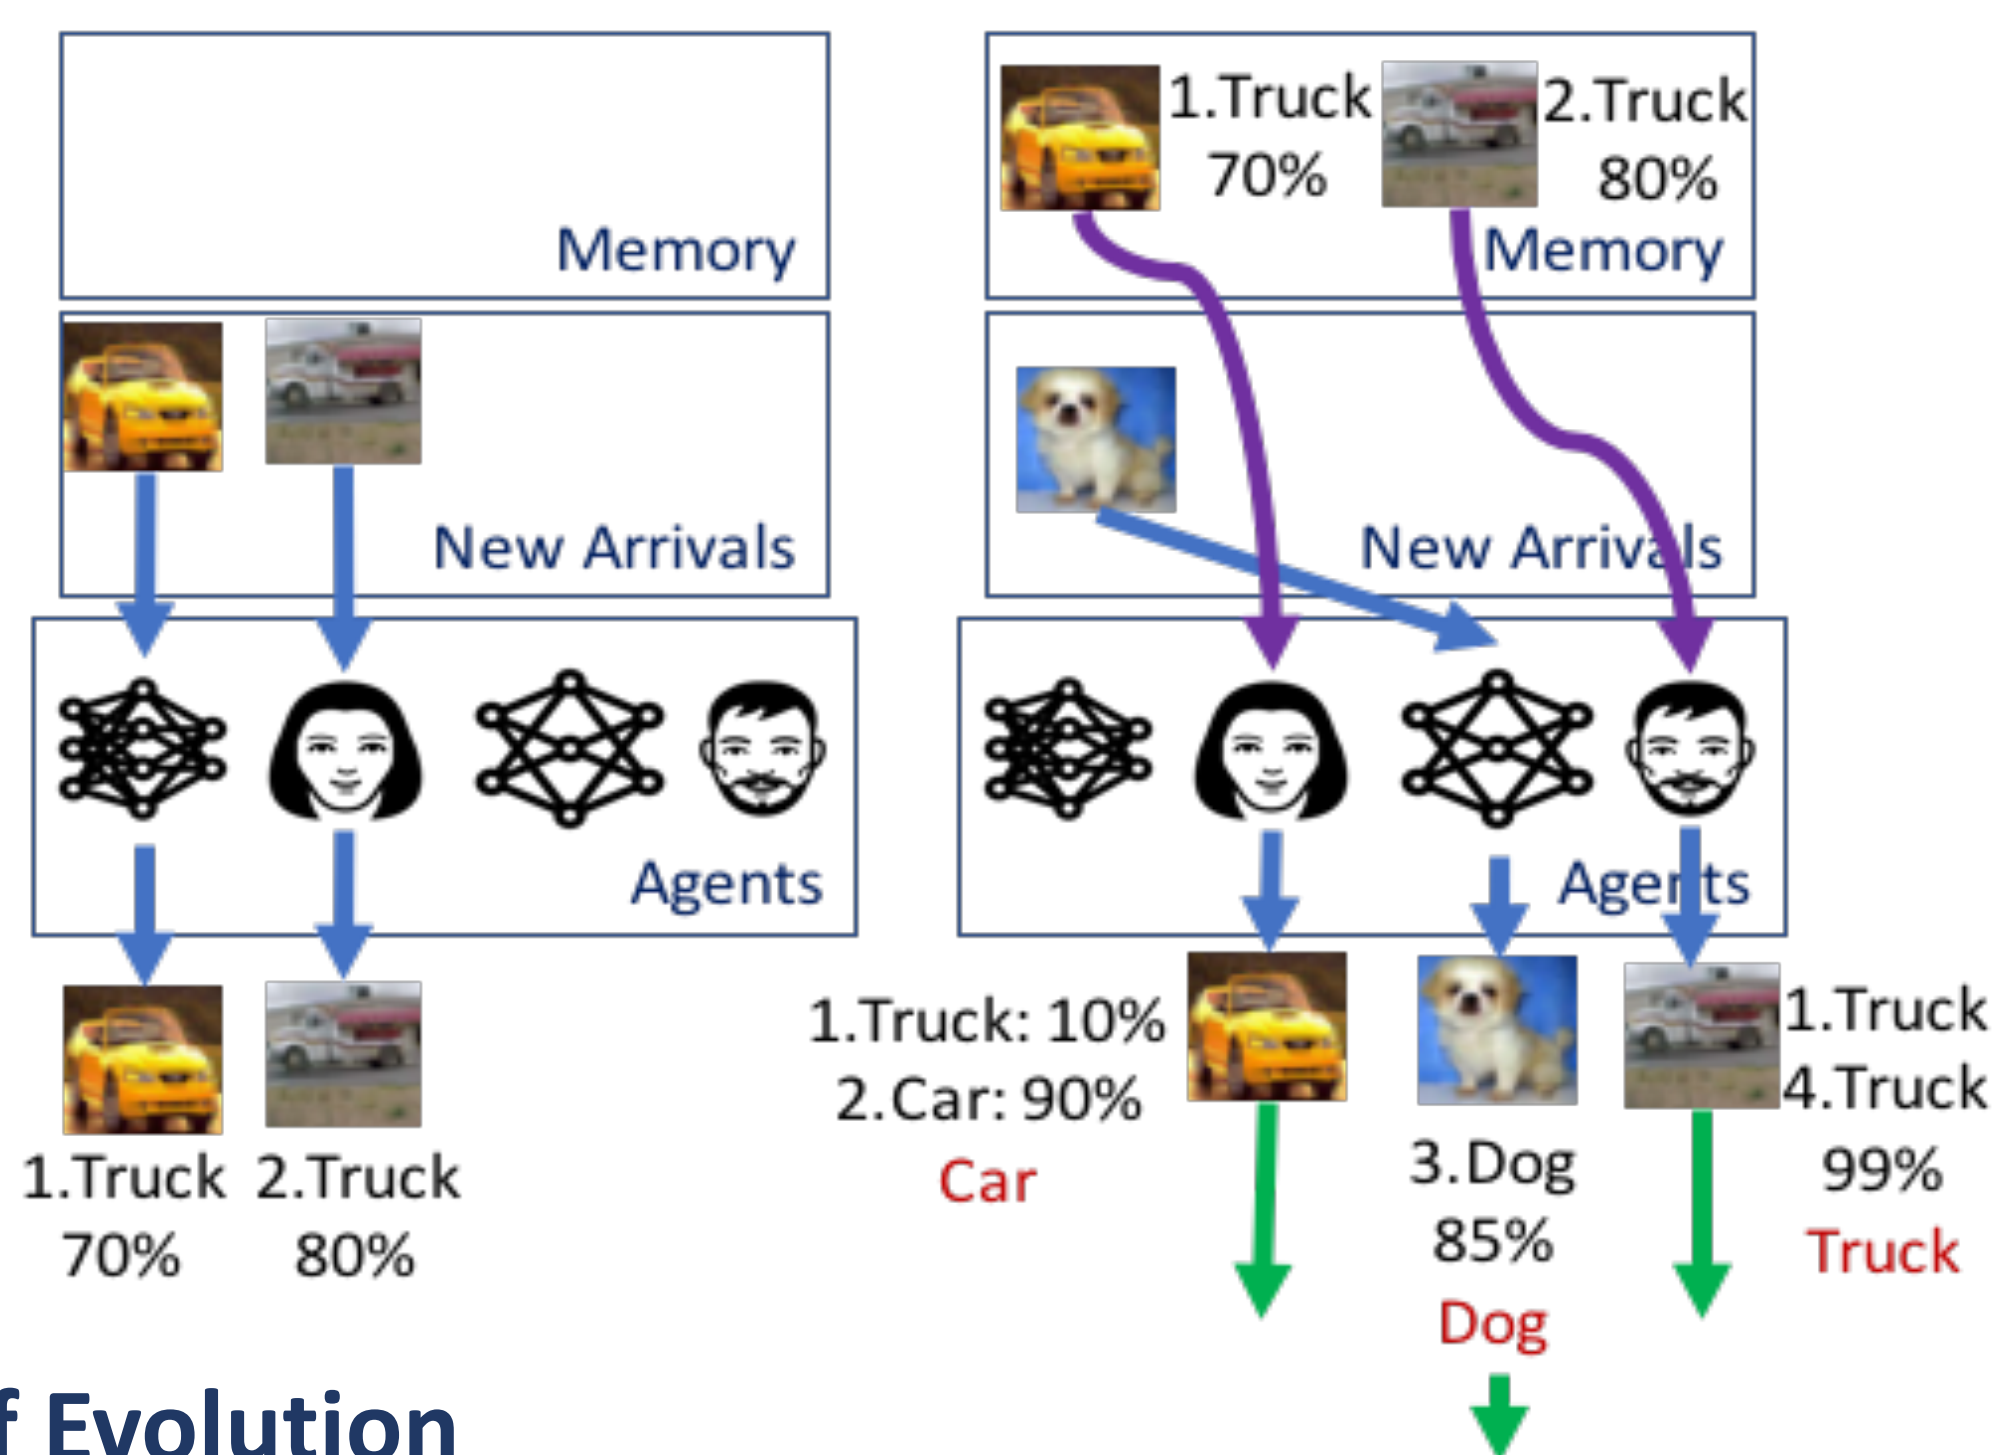 Memory
New Arrivals
Agents
1.Truck
70%
2.Truck
80%
1.Truck
70%
2.Truck
80%
Memory
New Arrivals
Agents
1.Truck: 10%
2.Car: 90%
Car
3.Dog
85%
Dog
1.Truck
4.Truck
99%
Truck
f Evolution